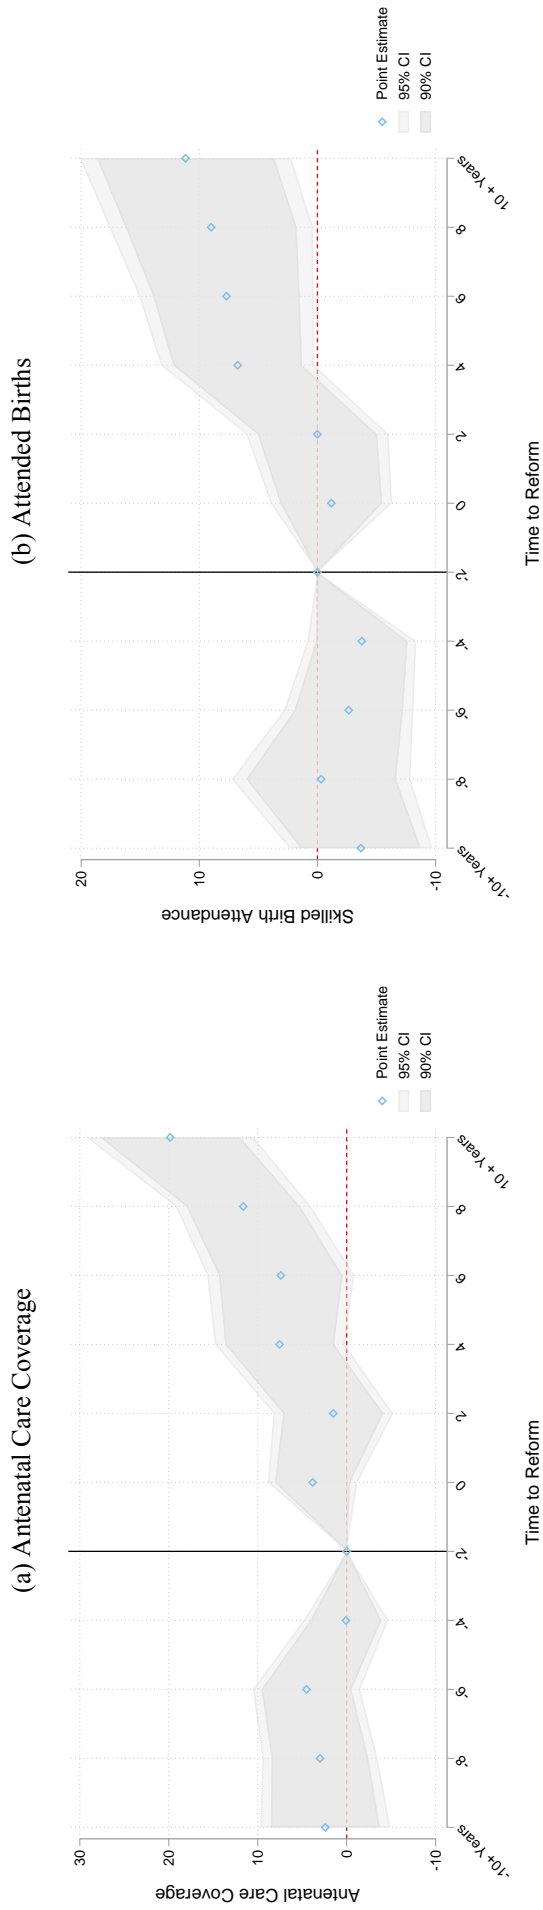 (a) Antenatal Care Coverage
Antenatal Care Coverage
30
20
10
0
-10
-10+ Years
-8
-6
-4
-2
0
2
4
6
8
10 + Years
Time to Reform
Point Estimate
95% CI
90% CI
(b) Attended Births
Skilled Birth Attendance
20
10
0
-10
-10+ Years
-8
-6
-4
-2
0
2
4
6
8
10 + Years
Time to Reform
Point Estimate
95% CI
90% CI